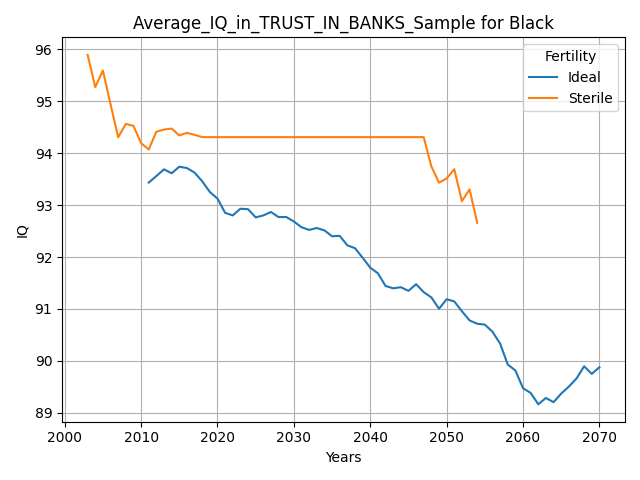 Average_IQ_in_TRUST_IN_BANKS_Sample for Black
Fertility
Ideal
Sterile
IQ
96
95
94
93
92
91
90
89
2000 2010 2020 2030 2040 2050 2060 2070
Years